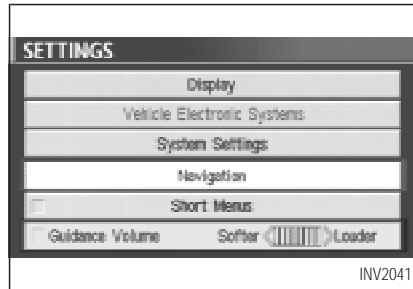 SETTINGS
Display
Vehicle Electronic Systems
System Settings
Navigation
Short Menus
Guidance Volume Softer Louder
INV2041